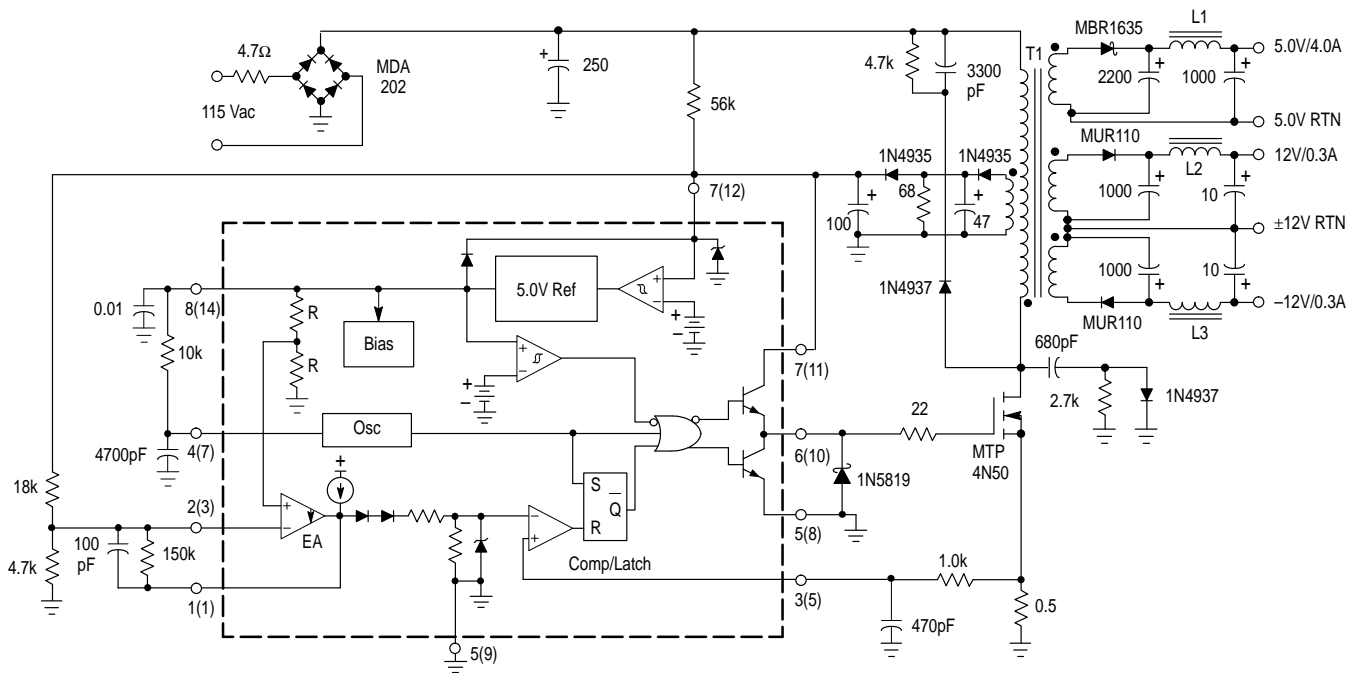 4.7Ω
MDA
202
115 Vac
+
250
56k
4.7k
3300
pF
T1
MBR1635
L1
+
2200
+
1000
5.0V/4.0A
5.0V RTN
MUR110
+
1000
L2
+
10
12V/0.3A
±12V RTN
1000
+
10
+
MUR110
L3
–12V/0.3A
1N4935
1N4935
+
100
68
+
47
7(12)
1N4937
0.01
8(14)
R
R
Bias
5.0V Ref
+
–
+
–
+
–
+
–
10k
7(11)
680pF
2.7k
1N4937
4(7)
4700pF
Osc
22
6(10)
MTP
4N50
1N5819
18k
+
S
Q
R
2(3)
+
–
EA
–
+
Comp/Latch
5(8)
100
pF
150k
4.7k
1(1)
3(5)
1.0k
470pF
0.5
5(9)